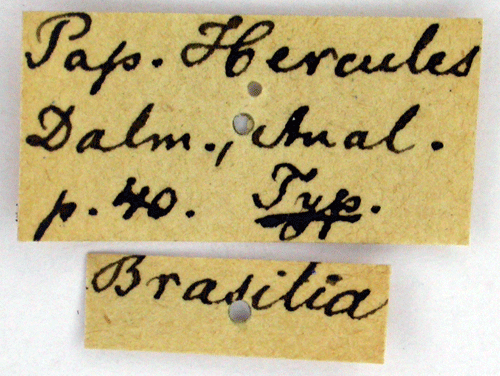 Pap. Hercules
Dalm., Anal.
p. 40. Typ.
Brasilia